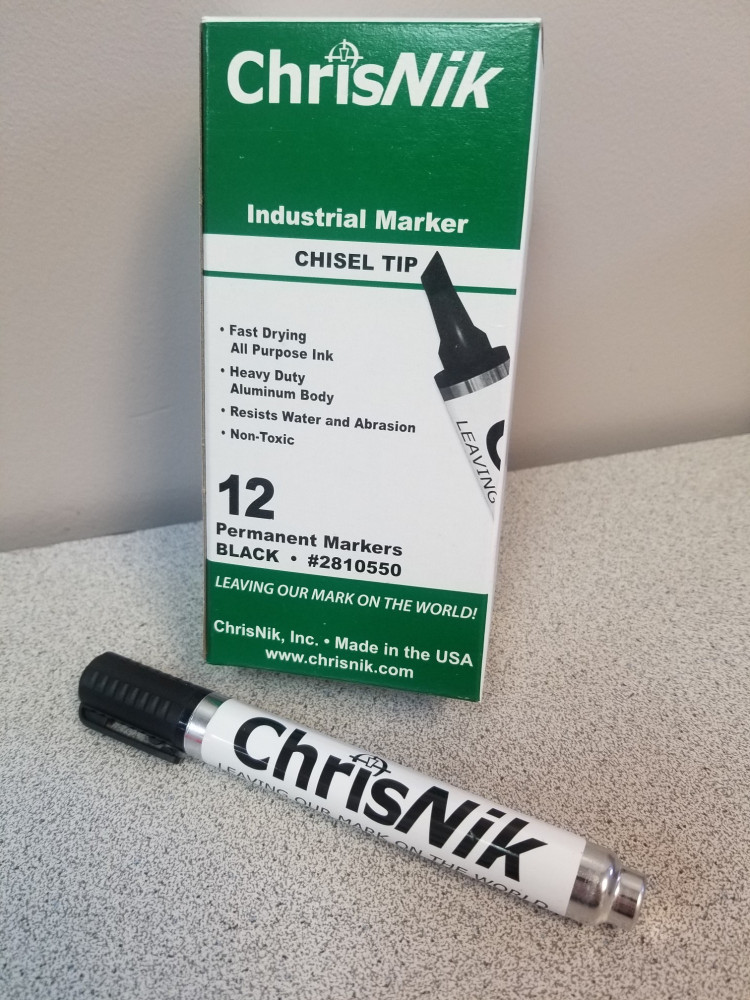 ChrisNik
Industrial Marker
CHISEL TIP
• Fast Drying
All Purpose Ink
• Heavy Duty
Aluminum Body
• Resists Water and Abrasion
• Non-Toxic
LEAVING
12
Permanent Markers
BLACK • #2810550
LEAVING OUR MARK ON THE WORLD!
ChrisNik, Inc. • Made in the USA
www.chrisnik.com
ChrisNik
LEAVING OUR MARK ON THE WORLD